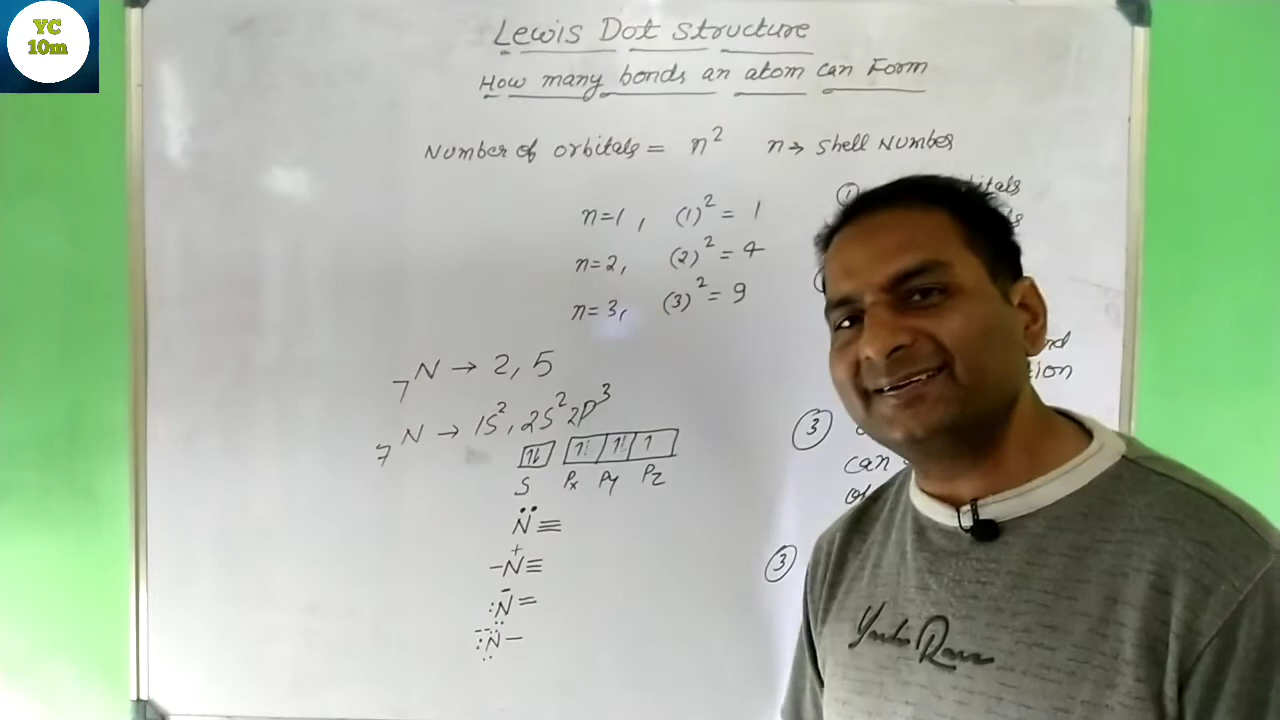 YC
10m
Lewis Dot structure
How many bonds an atom can Form
Number of orbitals = n² n→ shell Number
n=1, (1)² = 1
n=2, (2)² = 4
n=3, (3)² = 9
①
₇N → 2, 5
₇N → 1s², 2s² 2p³
③
↑↓ ↑↓ ↑↓ ↑
can
S Px Py Pz
N̈≡
+
-N≡
③
:N̤̄=
:N̤̈--